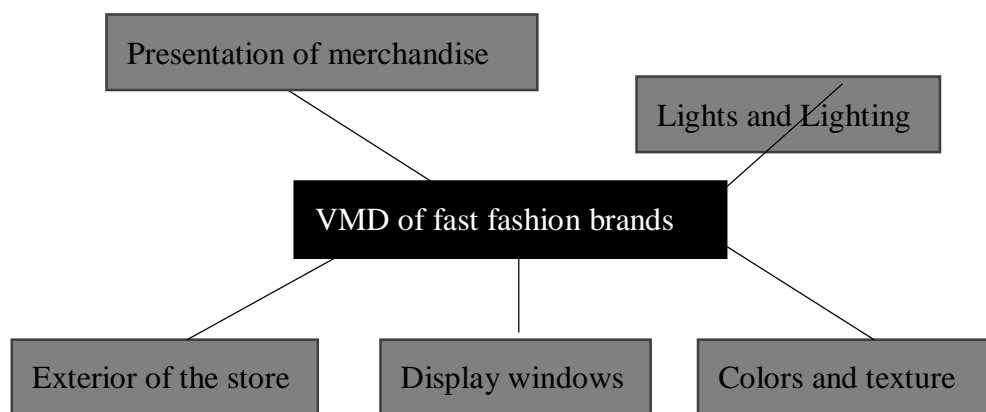 Presentation of merchandise
Lights and Lighting
VMD of fast fashion brands
Exterior of the store
Display windows
Colors and texture